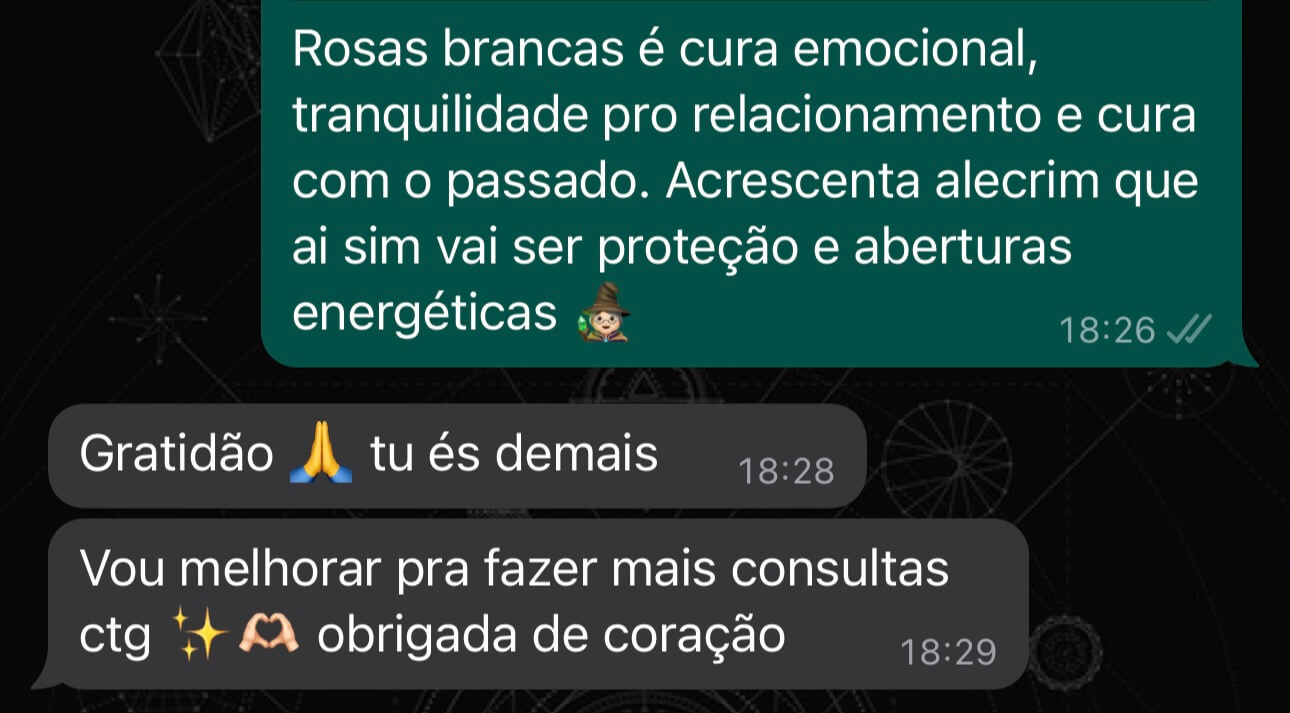 Rosas brancas é cura emocional,
tranquilidade pro relacionamento e cura
com o passado. Acrescenta alecrim que
ai sim vai ser proteção e aberturas
energéticas 🧙
18:26
Gratidão 🙏 tu és demais
18:28
Vou melhorar pra fazer mais consultas
ctg ✨🫶🏻 obrigada de coração
18:29